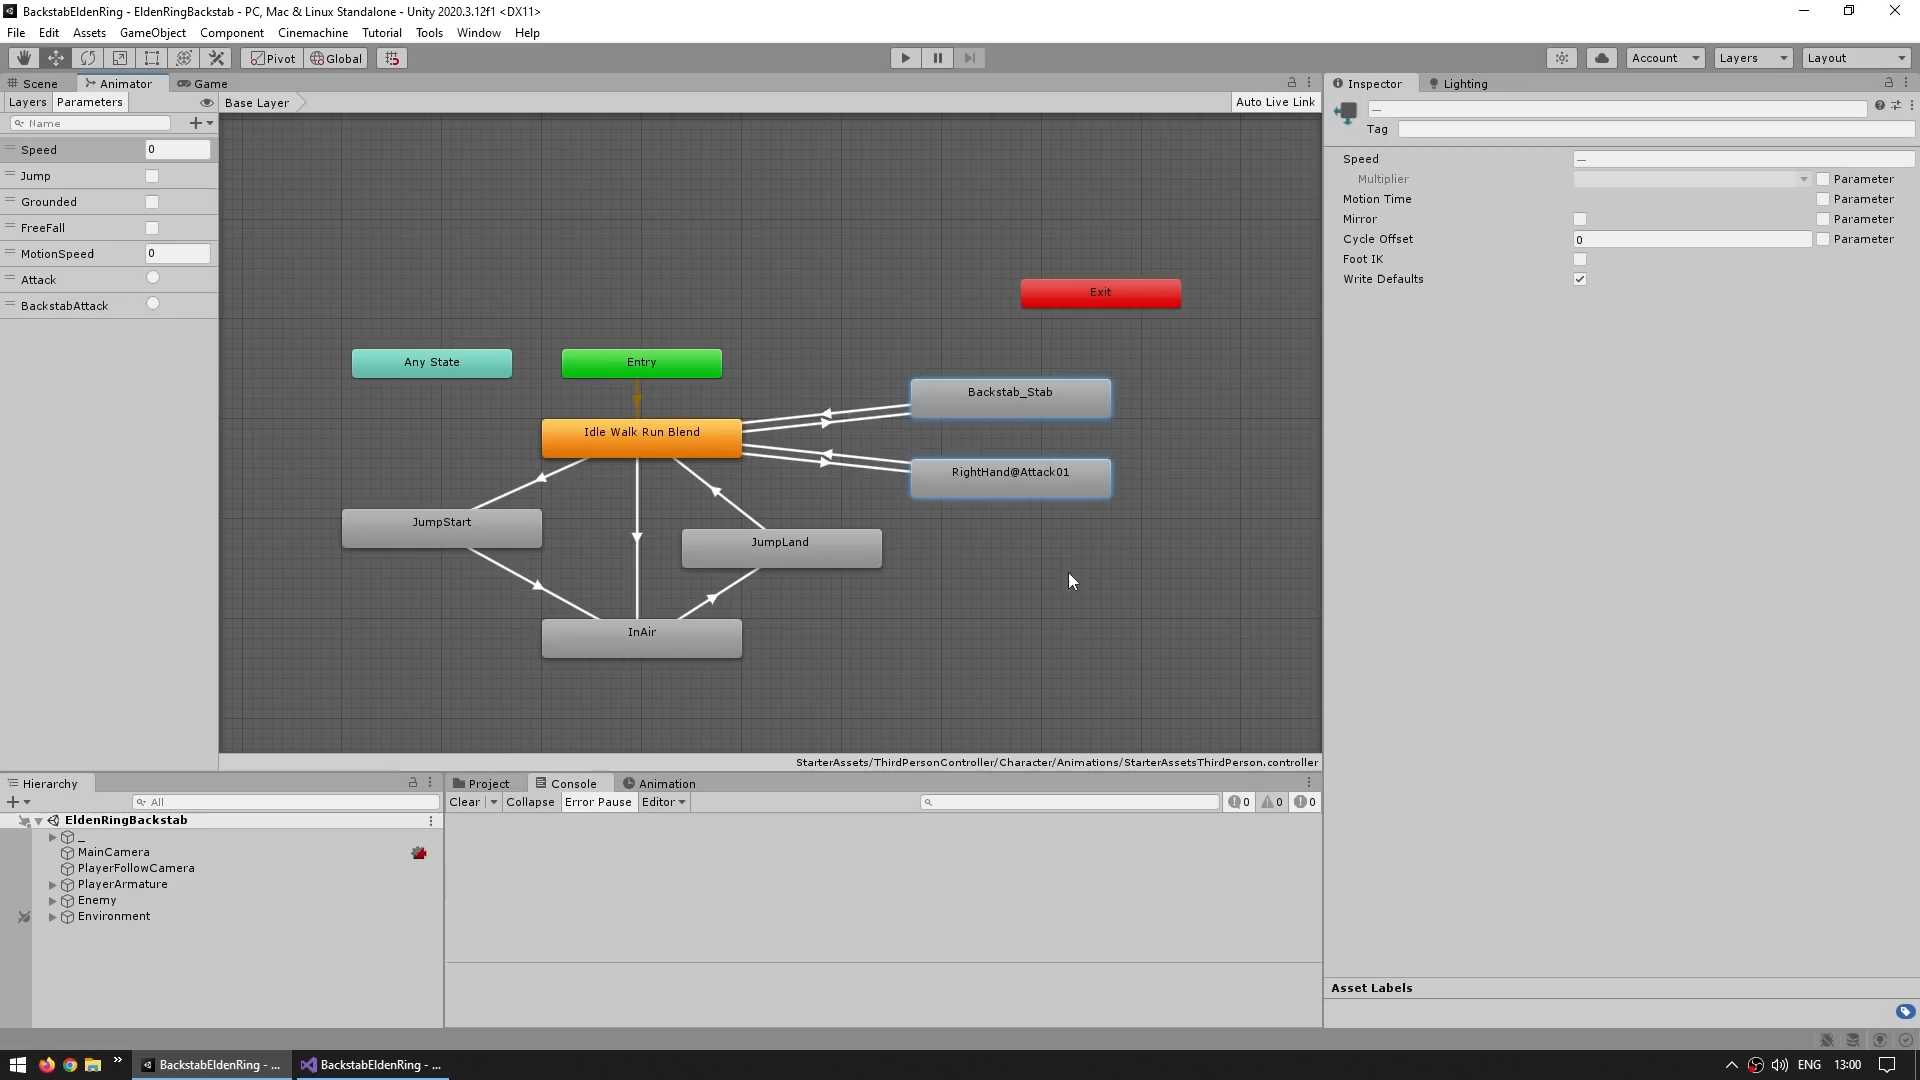 BackstabEldenRing - EldenRingBackstab - PC, Mac & Linux Standalone - Unity 2020.3.12f1 <DX11>
File Edit Assets GameObject Component Cinemachine Tutorial Tools Window Help
Pivot Global Account Layers Layout
Scene Animator Game Inspector Lighting
Layers Parameters Base Layer Auto Live Link
Name
Tag
Speed 0
Jump
Grounded
FreeFall
MotionSpeed 0
Attack
BackstabAttack
Exit
Any State
Entry
Backstab_Stab
Idle Walk Run Blend
RightHand@Attack01
JumpStart
JumpLand
InAir
StarterAssets/ThirdPersonController/Character/Animations/StarterAssetsThirdPerson.controller
Speed —
Multiplier Parameter
Motion Time Parameter
Mirror Parameter
Cycle Offset 0 Parameter
Foot IK
Write Defaults
Hierarchy
All
EldenRingBackstab
_
MainCamera
PlayerFollowCamera
PlayerArmature
Enemy
Environment
Project Console Animation
Clear Collapse Error Pause Editor 0 0 0
Asset Labels
BackstabEldenRing - ... BackstabEldenRing - ... ENG 13:00